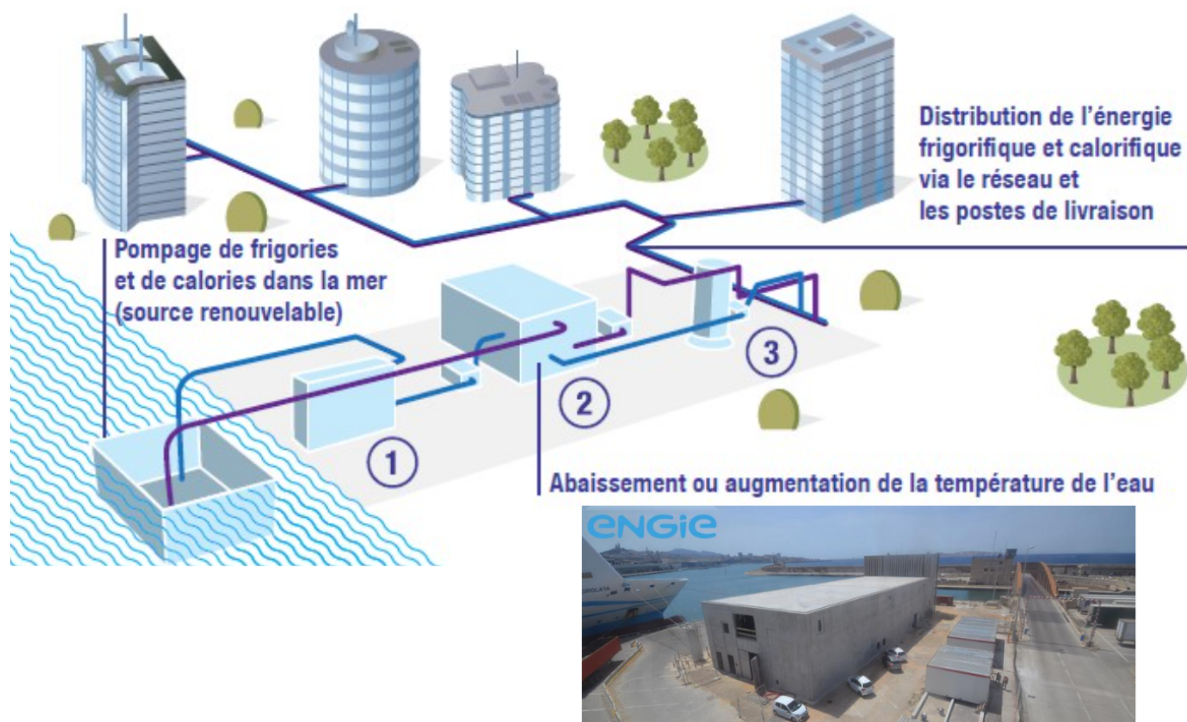 Distribution de l'énergie
frigorifique et calorifique
via le réseau et
les postes de livraison
Pompage de frigories
et de calories dans la mer
(source renouvelable)
3
2
1
Abaissement ou augmentation de la température de l'eau
ENGIE